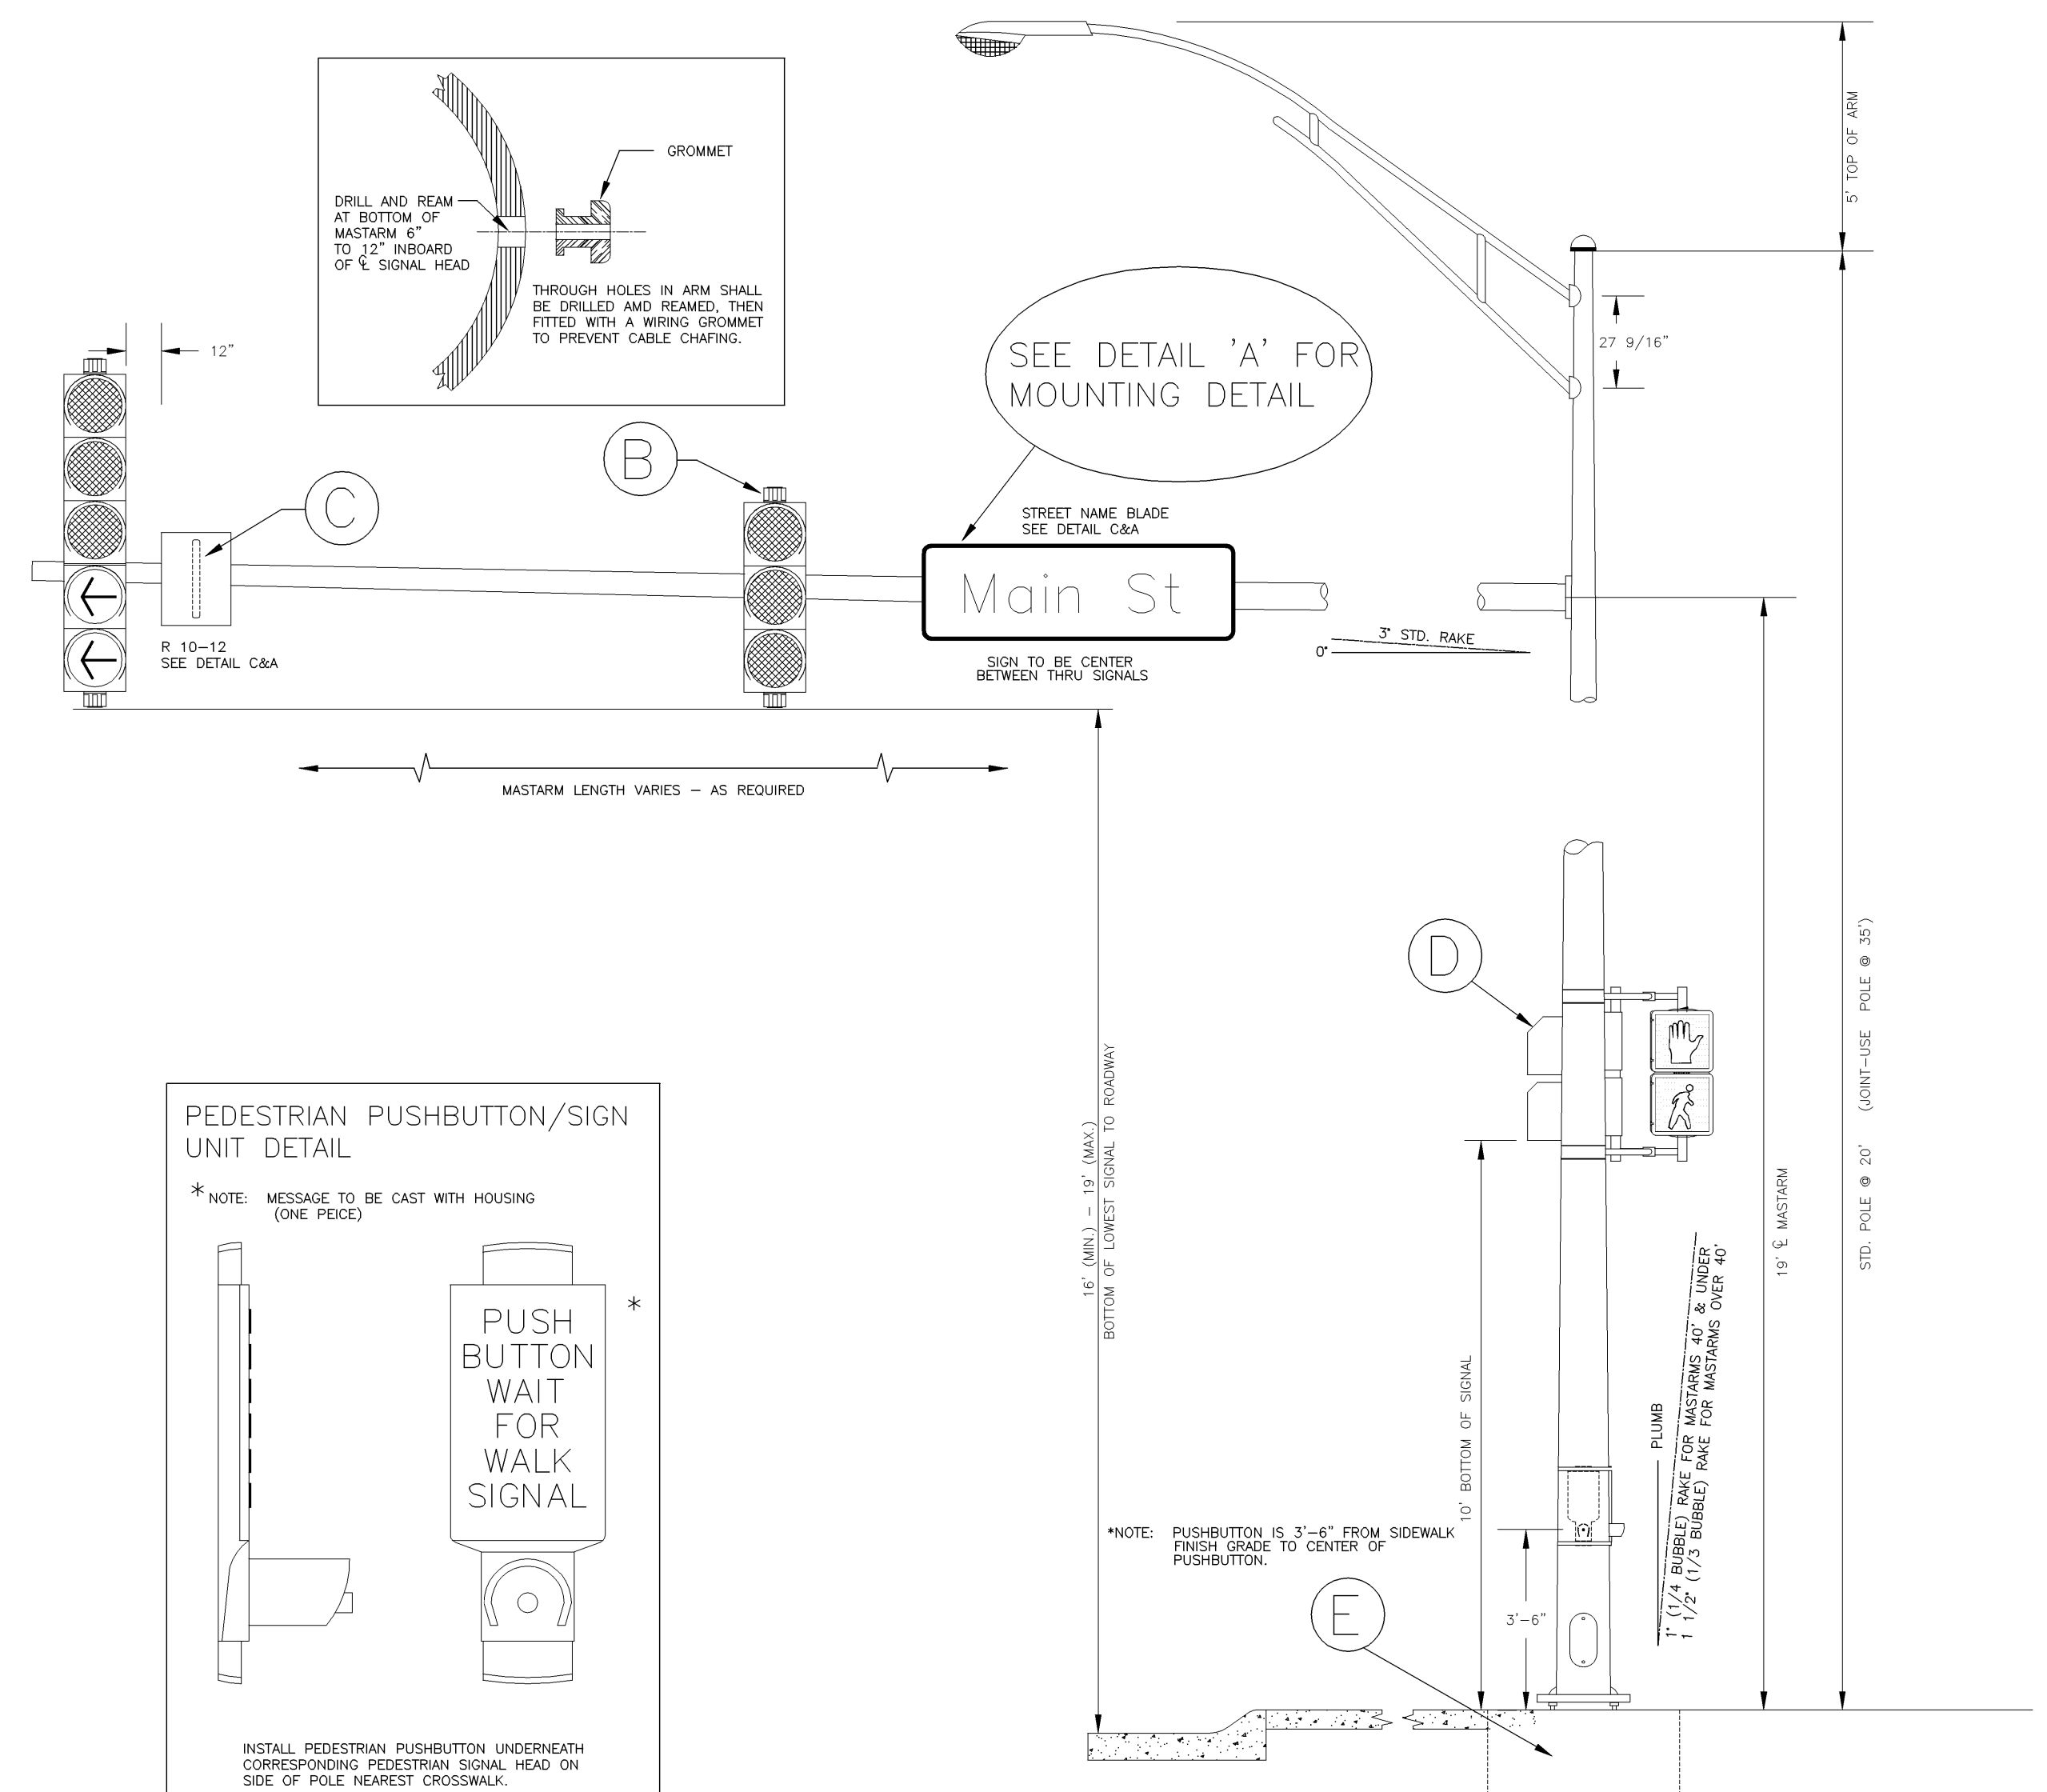 5' TOP OF ARM
GROMMET
DRILL AND REAM
AT BOTTOM OF
MASTARM 6"
TO 12" INBOARD
OF ℄ SIGNAL HEAD
THROUGH HOLES IN ARM SHALL
BE DRILLED AMD REAMED, THEN
FITTED WITH A WIRING GROMMET
TO PREVENT CABLE CHAFING.
12"
27 9/16"
SEE DETAIL 'A' FOR
MOUNTING DETAIL
B
C
STREET NAME BLADE
SEE DETAIL C&A
Main St
R 10-12
SEE DETAIL C&A
SIGN TO BE CENTER
BETWEEN THRU SIGNALS
3° STD. RAKE
0°
MASTARM LENGTH VARIES - AS REQUIRED
D
16' (MIN.) - 19' (MAX.)
BOTTOM OF LOWEST SIGNAL TO ROADWAY
10' BOTTOM OF SIGNAL
19' ℄ MASTARM
STD. POLE @ 20' (JOINT-USE POLE @ 35')
PLUMB
1° (1/4 BUBBLE) RAKE FOR MASTARMS 40' & UNDER
1 1/2° (1/3 BUBBLE) RAKE FOR MASTARMS OVER 40'
PEDESTRIAN PUSHBUTTON/SIGN
UNIT DETAIL
* NOTE: MESSAGE TO BE CAST WITH HOUSING
(ONE PEICE)
*
PUSH
BUTTON
WAIT
FOR
WALK
SIGNAL
*NOTE: PUSHBUTTON IS 3'-6" FROM SIDEWALK
FINISH GRADE TO CENTER OF
PUSHBUTTON.
E
3'-6"
INSTALL PEDESTRIAN PUSHBUTTON UNDERNEATH
CORRESPONDING PEDESTRIAN SIGNAL HEAD ON
SIDE OF POLE NEAREST CROSSWALK.